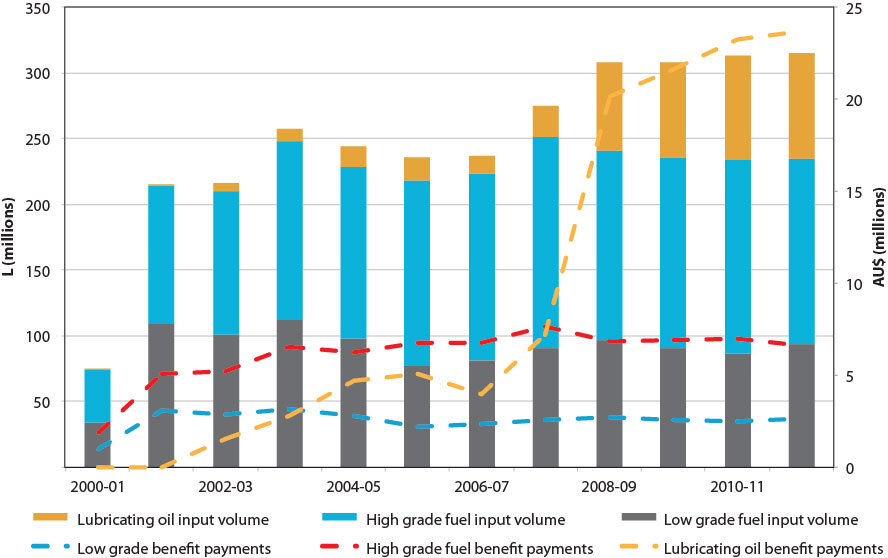 350
300
250
200
150
100
50
L (millions)
25
20
15
10
5
0
AU$ (millions)
2000-01 2002-03 2004-05 2006-07 2008-09 2010-11
Lubricating oil input volume High grade fuel input volume Low grade fuel input volume
Low grade benefit payments High grade fuel benefit payments Lubricating oil benefit payments